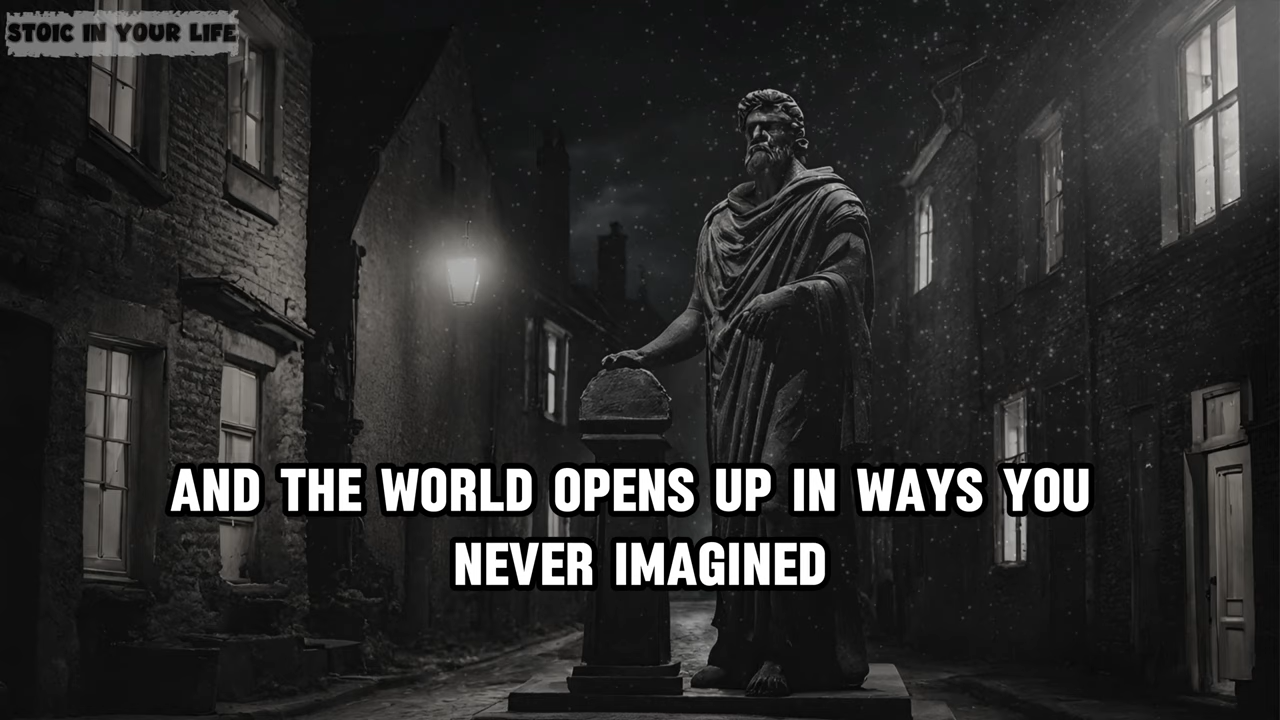 STOIC IN YOUR LIFE
AND THE WORLD OPENS UP IN WAYS YOU
NEVER IMAGINED